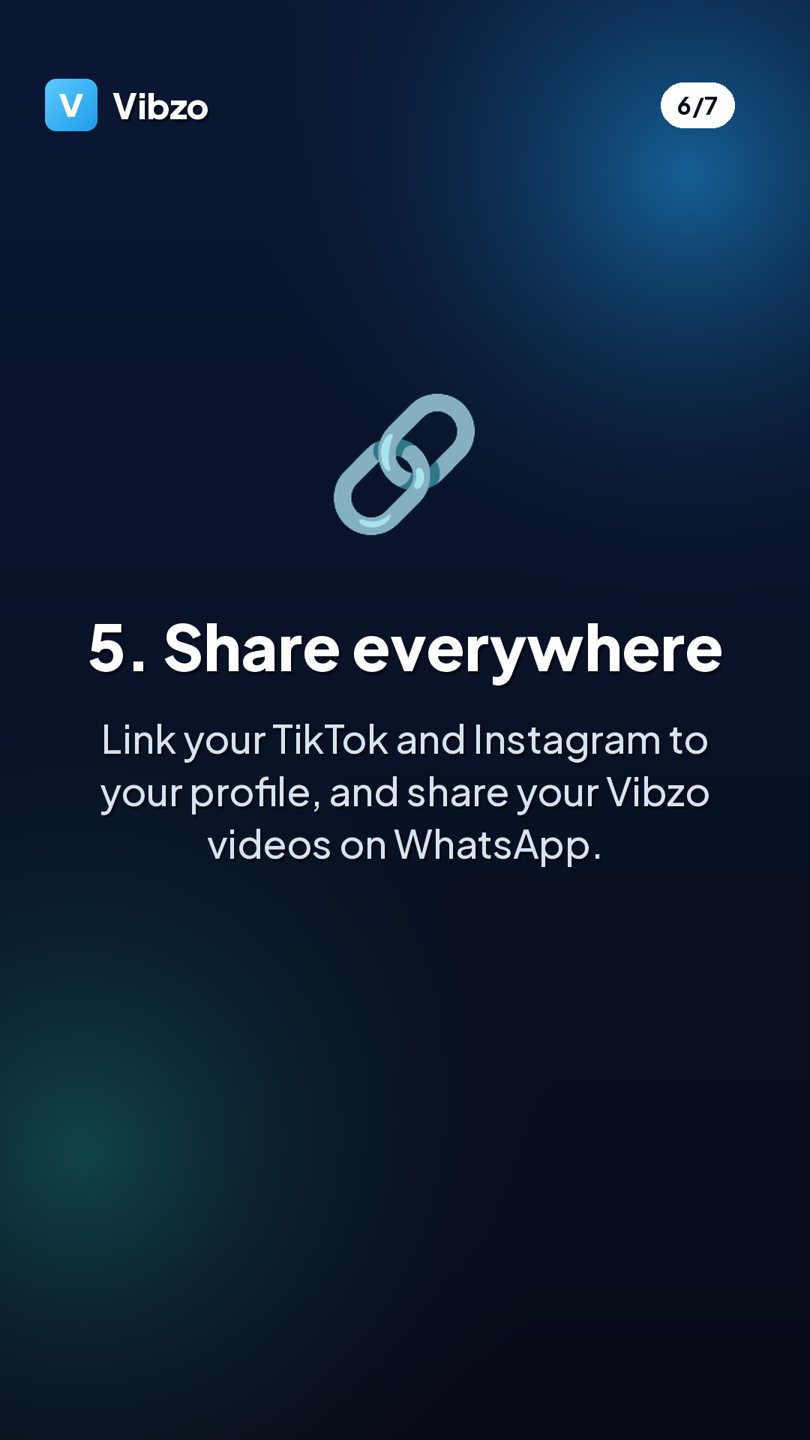 V Vibzo
6/7
5. Share everywhere
Link your TikTok and Instagram to
your profile, and share your Vibzo
videos on WhatsApp.